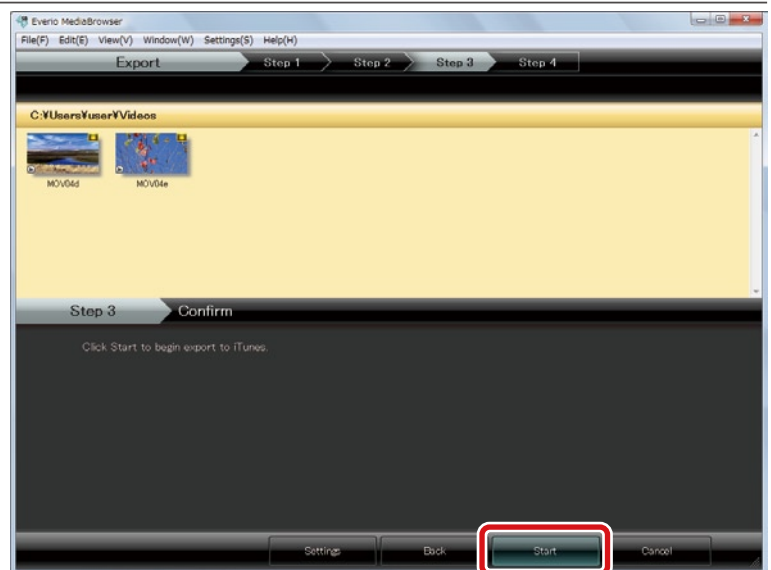 Everio MediaBrowser
File(F) Edit(E) View(V) Window(W) Settings(S) Help(H)
Export Step 1 Step 2 Step 3 Step 4
C:¥Users¥user¥Videos
MOV04d MOV04e
Step 3 Confirm
Click Start to begin export to iTunes.
Settings Back Start Cancel